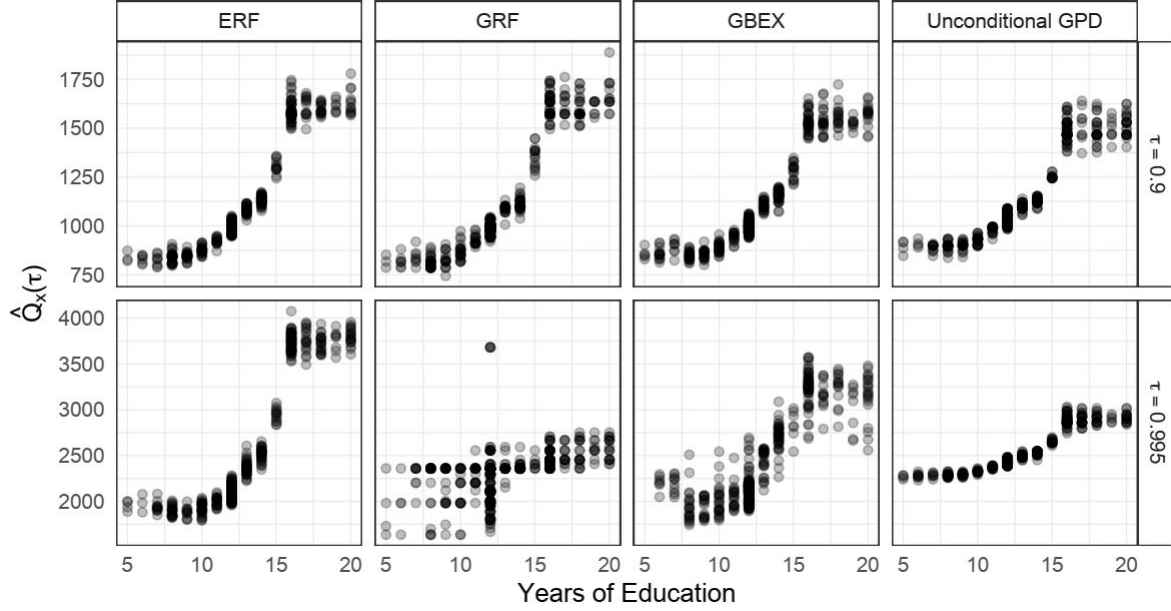 ERF
GRF
GBEX
Unconditional GPD
1750
1500
1250
1000
750
τ = 0.9
Q̂ₓ(τ)
4000
3500
3000
2500
2000
τ = 0.995
5 10 15 20
5 10 15 20
5 10 15 20
5 10 15 20
Years of Education